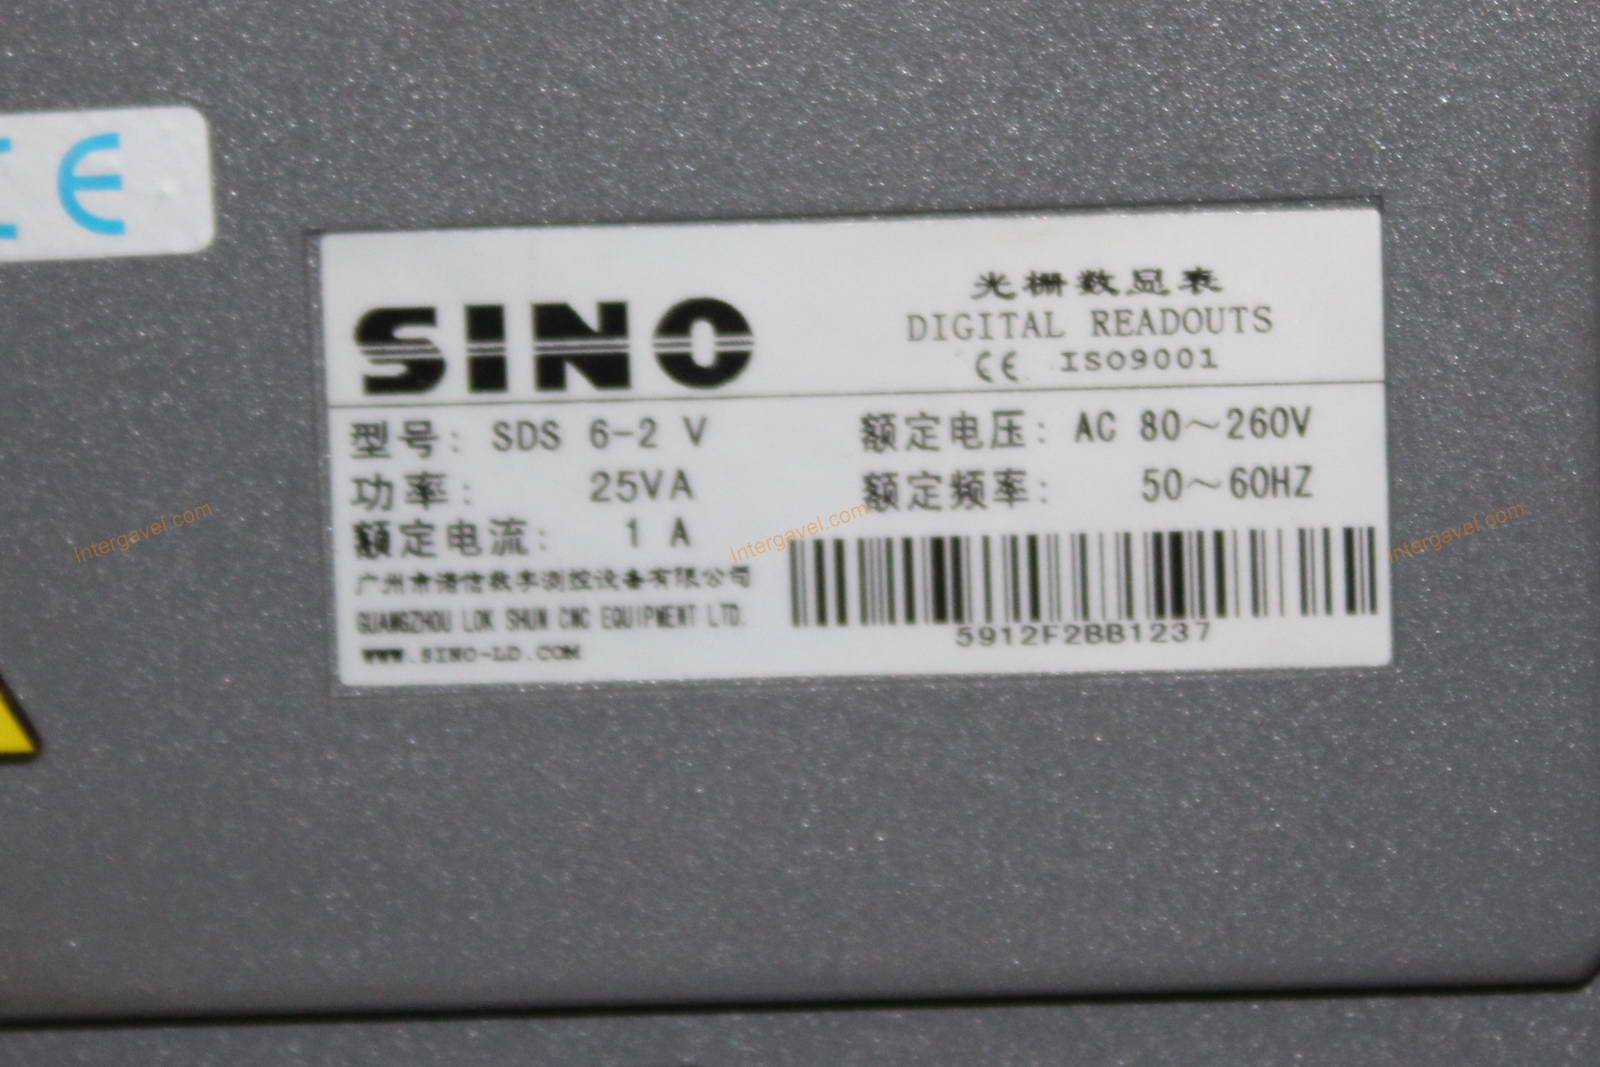 CE
SINO
光栅数显表
DIGITAL READOUTS
CE ISO9001
型号: SDS 6-2 V
额定电压: AC 80~260V
功率: 25VA
额定频率: 50~60HZ
额定电流: 1 A
广州市诺信数字测控设备有限公司
GUANGZHOU LOK SHUN CNC EQUIPMENT LTD.
WWW.SINO-LD.COM
5912F2BB1237
Intergavel.com
Intergavel.com
Intergavel.com